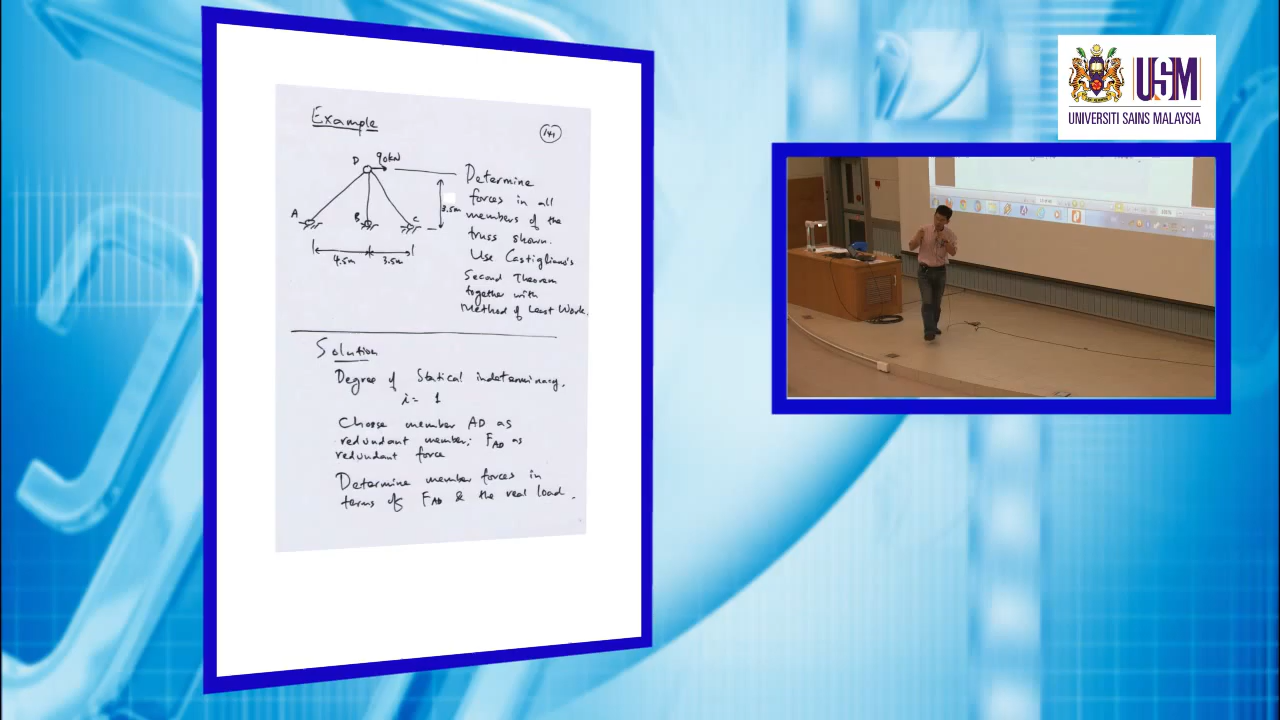 Example
141
D
90kN
A
B
C
3.5m
4.5m
3.5m
Determine
forces in all
members of the
truss shown.
Use Castigliano's
Second Theorem
together with
Method of Least Work.
Solution
Degree of Statical indeterminacy,
i = 1
Choose member AD as
redundant member; FAD as
redundant force
Determine member forces in
terms of FAD & the real load.
USM
UNIVERSITI SAINS MALAYSIA